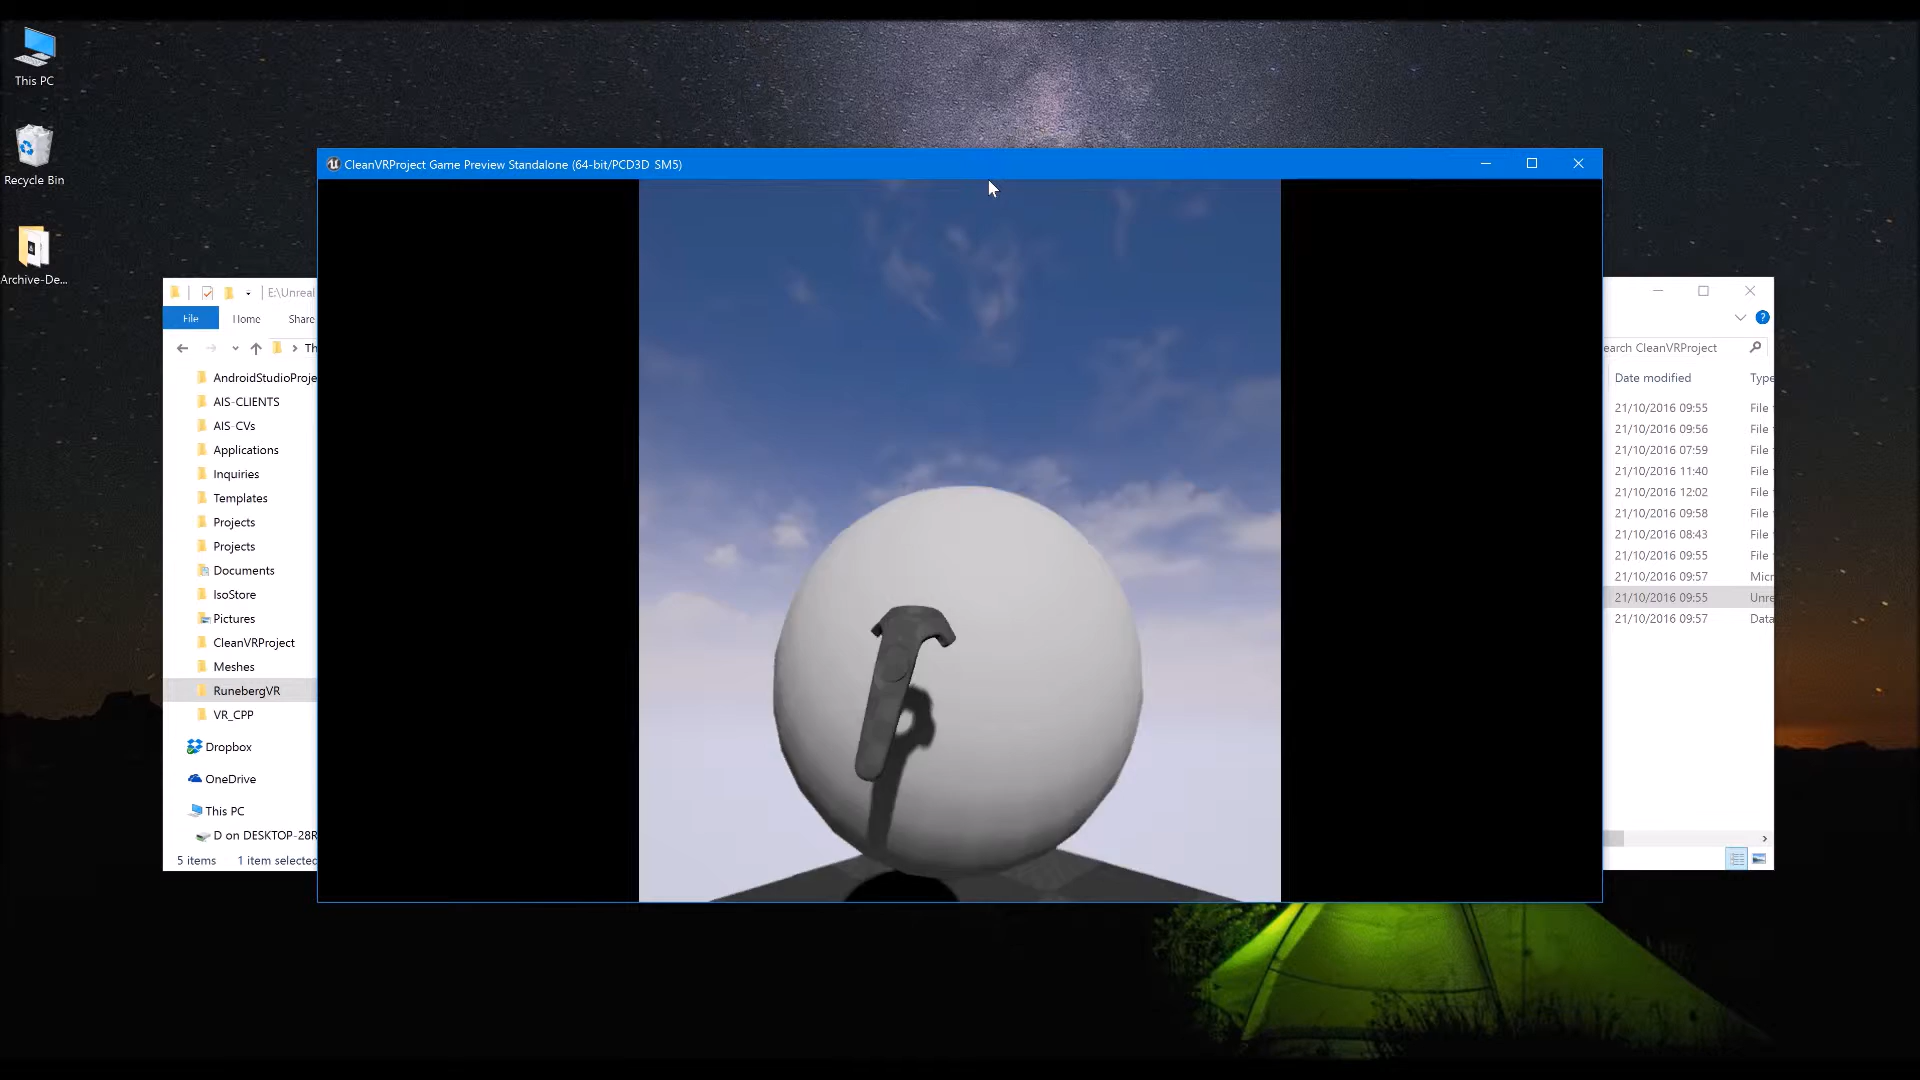 This PC
Recycle Bin
Archive-De...
CleanVRProject Game Preview Standalone (64-bit/PCD3D_SM5)
E:\Unreal
File
Home
Share
Th
earch CleanVRProject
AndroidStudioProje
AIS-CLIENTS
AIS-CVs
Applications
Inquiries
Templates
Projects
Projects
Documents
IsoStore
Pictures
CleanVRProject
Meshes
RunebergVR
VR_CPP
Dropbox
OneDrive
This PC
D on DESKTOP-28R
5 items 1 item selected
Date modified Type
21/10/2016 09:55 File
21/10/2016 09:56 File
21/10/2016 07:59 File
21/10/2016 11:40 File
21/10/2016 12:02 File
21/10/2016 09:58 File
21/10/2016 08:43 File
21/10/2016 09:55 File
21/10/2016 09:57 Micr
21/10/2016 09:55 Unre
21/10/2016 09:57 Data